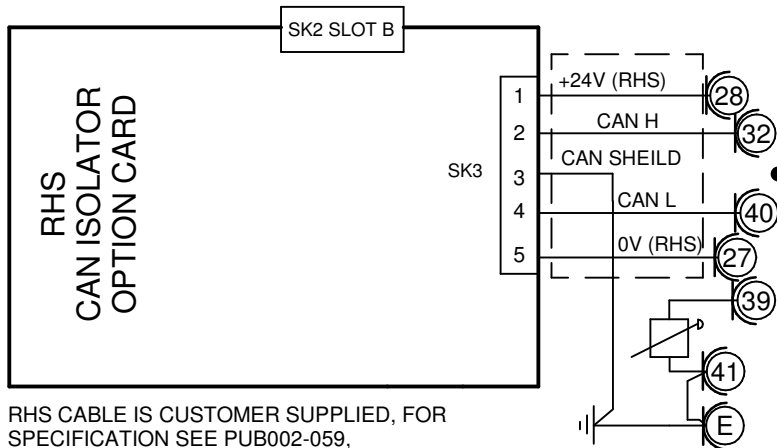 SK2 SLOT B
RHS
CAN ISOLATOR
OPTION CARD
SK3
1
2
3
4
5
+24V (RHS)
CAN H
CAN SHEILD
CAN L
0V (RHS)
28
32
40
27
39
41
E
RHS CABLE IS CUSTOMER SUPPLIED, FOR
SPECIFICATION SEE PUB002-059,